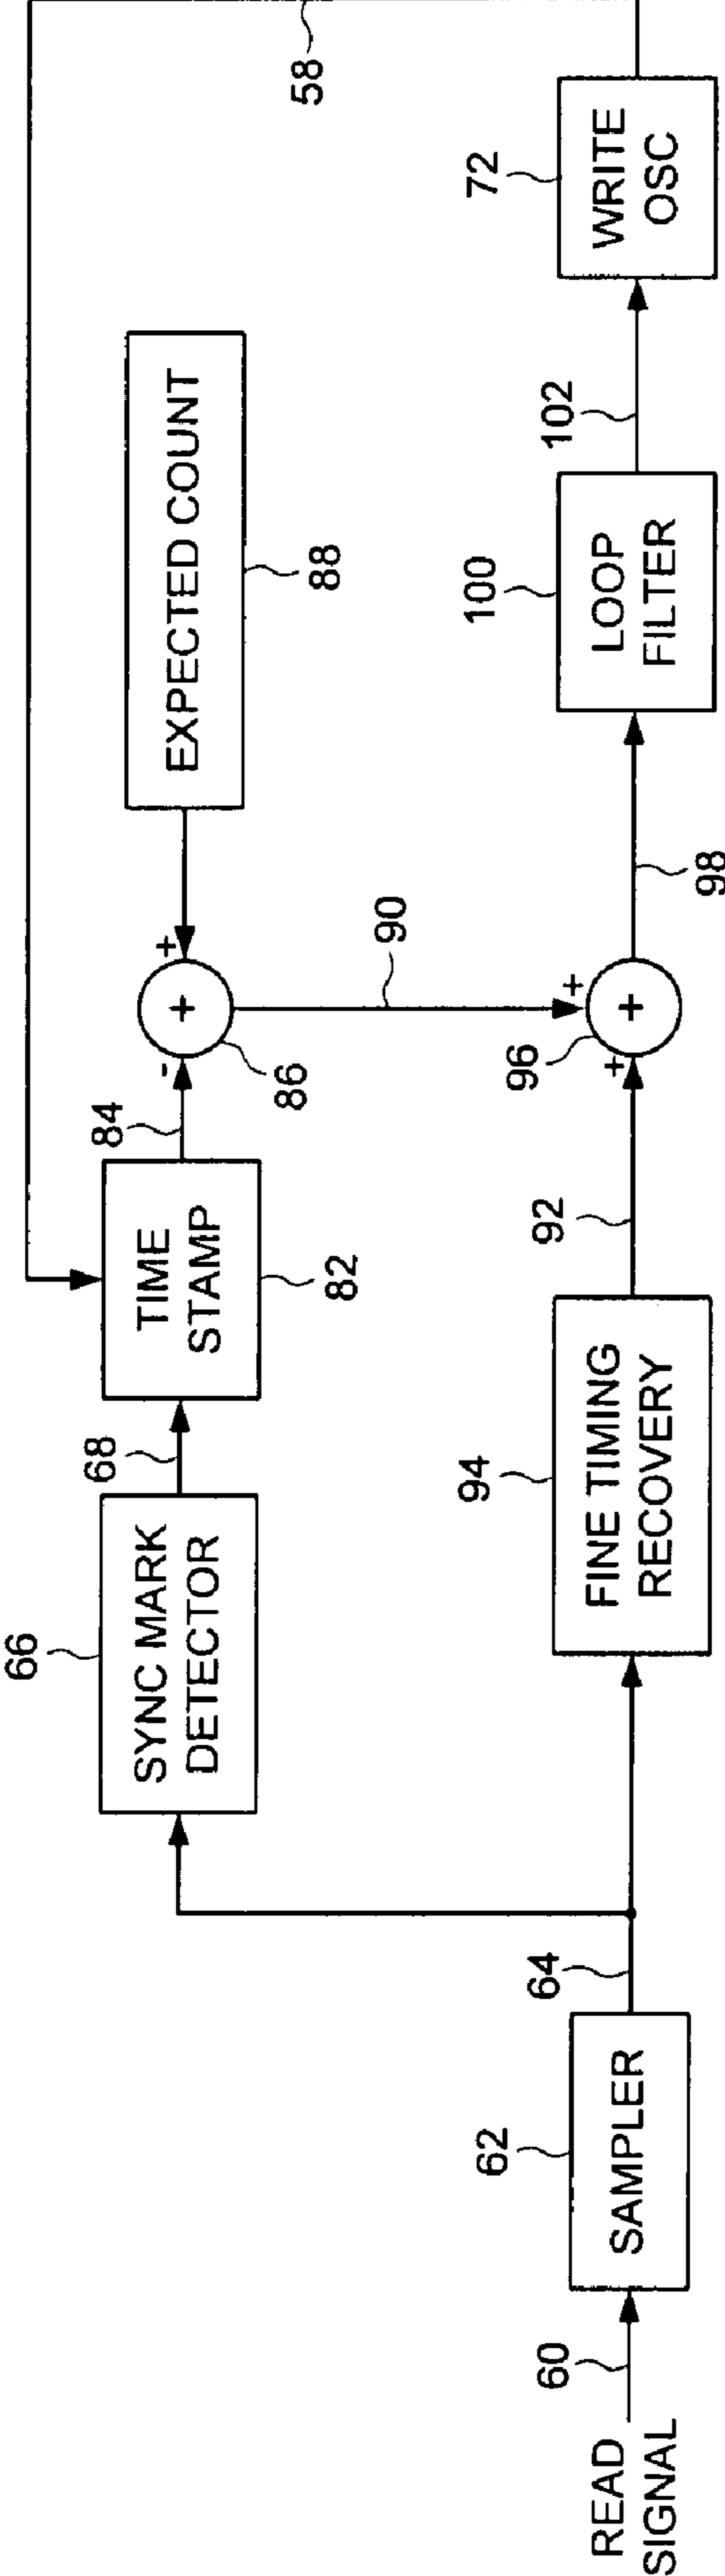 58
66
SYNC MARK
DETECTOR
68
TIME
STAMP
82
84
-
+
86
+
EXPECTED COUNT
88
90
READ
SIGNAL
60
62
SAMPLER
64
94
FINE TIMING
RECOVERY
92
96
+
+
+
98
100
LOOP
FILTER
102
72
WRITE
OSC